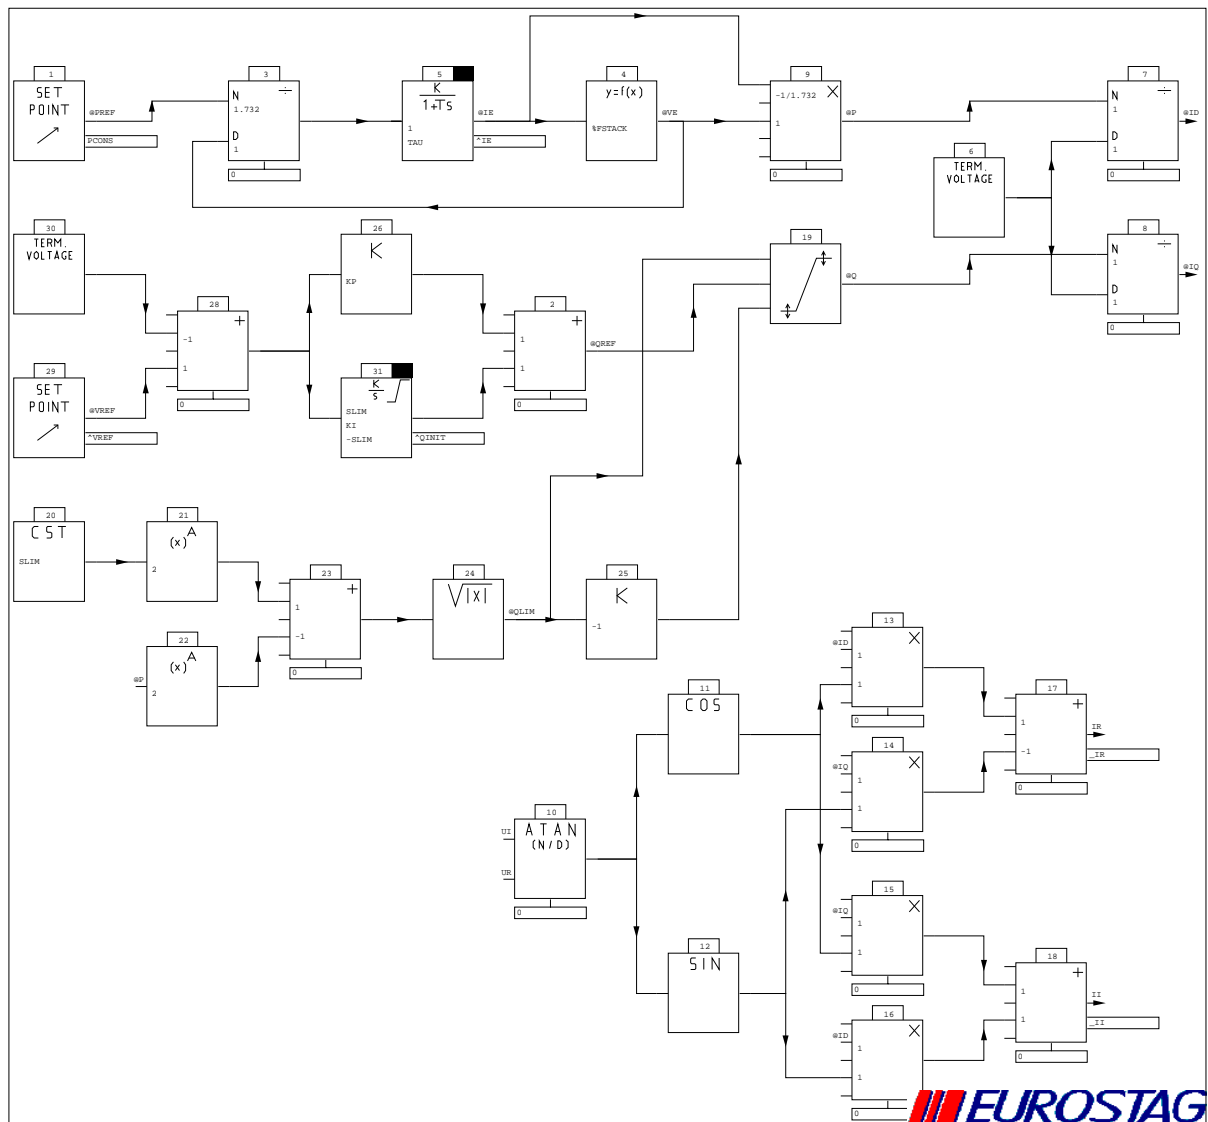 1
SET
POINT
@PREF
PCONS
3
N
÷
1.732
D
1
0
5
K
1+Ts
1
TAU
@IE
^IE
4
y=f(x)
%FSTACK
@VE
9
-1/1.732
X
1
0
@P
7
N
÷
1
D
1
0
@ID
6
TERM.
VOLTAGE
8
N
÷
1
D
1
0
@IQ
30
TERM.
VOLTAGE
28
+
-1
1
0
26
K
KP
2
+
1
1
0
@QREF
19
@Q
29
SET
POINT
@VREF
^VREF
31
K
s
SLIM
KI
-SLIM
^QINIT
20
CST
SLIM
21
(x)A
2
22
(x)A
@P
2
23
+
1
-1
0
24
√|x|
@QLIM
25
K
-1
13
X
@ID
1
1
0
11
COS
14
X
@IQ
1
1
0
17
+
1
-1
0
IR
_IR
10
ATAN
(N/D)
UI
UR
0
12
SIN
15
X
@IQ
1
1
0
16
X
@ID
1
1
0
18
+
1
1
0
II
_II
EUROSTAG